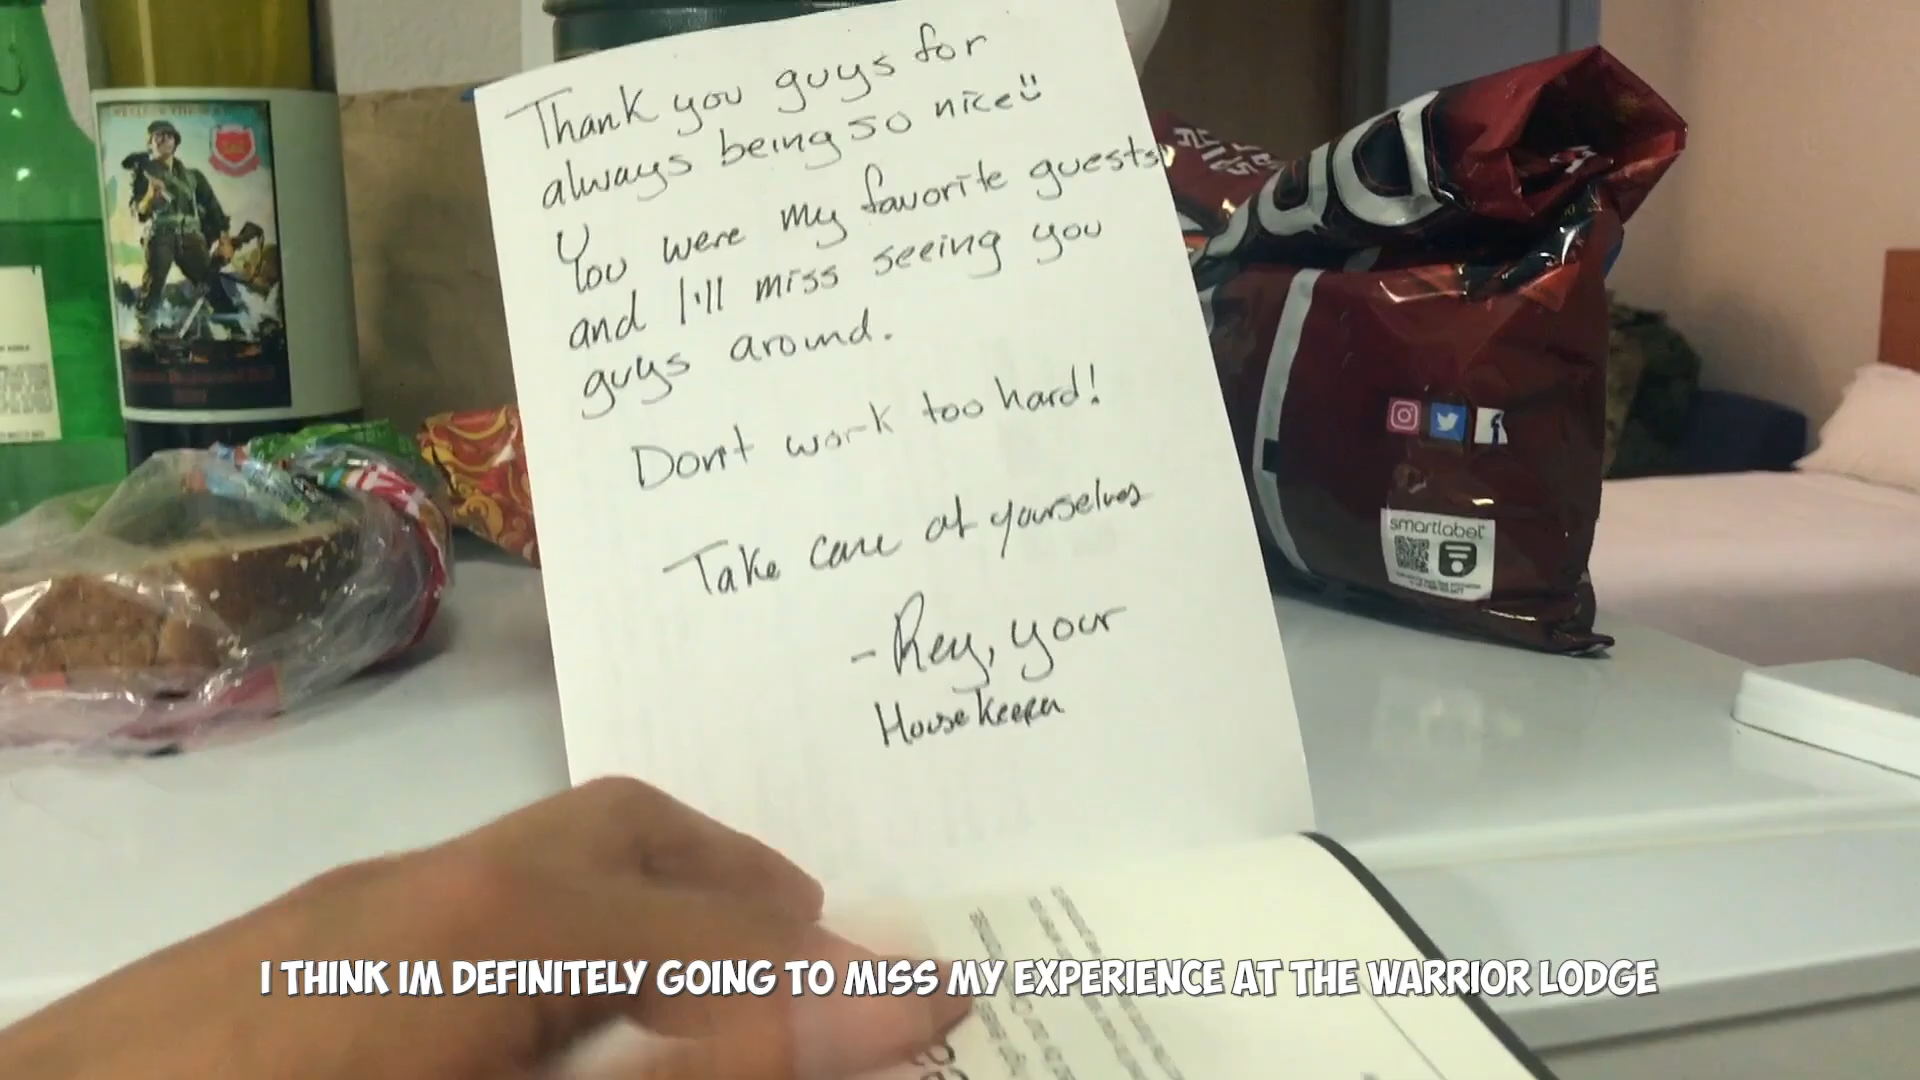 Thank you guys for
always being so nice
You were my favorite guests
and I'll miss seeing you
guys around.
Don't work too hard!
Take care of yourselves
- Rey, your
Housekeeper
smartlabel
I THINK IM DEFINITELY GOING TO MISS MY EXPERIENCE AT THE WARRIOR LODGE